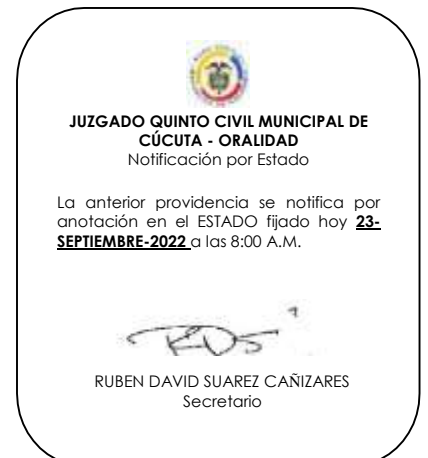 JUZGADO QUINTO CIVIL MUNICIPAL DE
CÚCUTA - ORALIDAD
Notificación por Estado
La anterior providencia se notifica por
anotación en el ESTADO fijado hoy 23-
SEPTIEMBRE-2022 a las 8:00 A.M.
RUBEN DAVID SUAREZ CAÑIZARES
Secretario